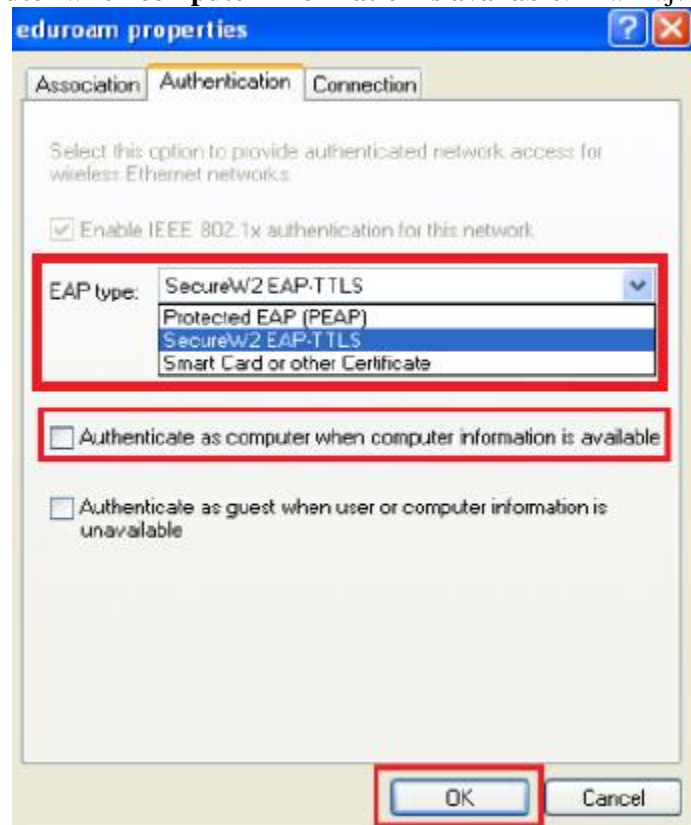 eduroam properties
Association Authentication Connection
Select this option to provide authenticated network access for
wireless Ethernet networks
Enable IEEE 802.1x authentication for this network
EAP type: SecureW2 EAP-TTLS
Protected EAP (PEAP)
SecureW2 EAP-TTLS
Smart Card or other Certificate
Authenticate as computer when computer information is available
Authenticate as guest when user or computer information is
unavailable
OK Cancel